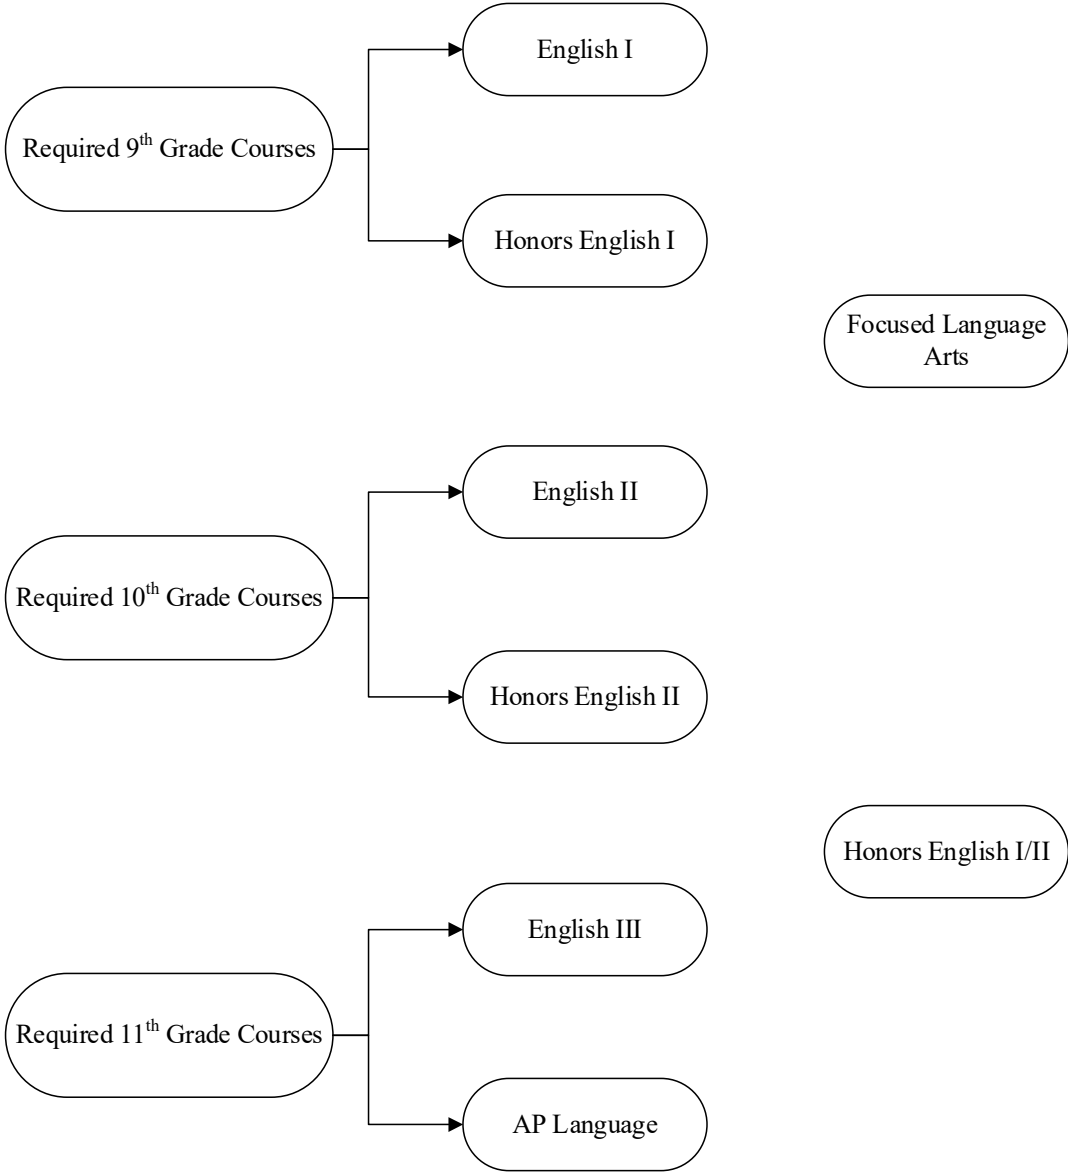 English I
Required 9th Grade Courses
Honors English I
Focused Language
Arts
English II
Required 10th Grade Courses
Honors English II
Honors English I/II
English III
Required 11th Grade Courses
AP Language